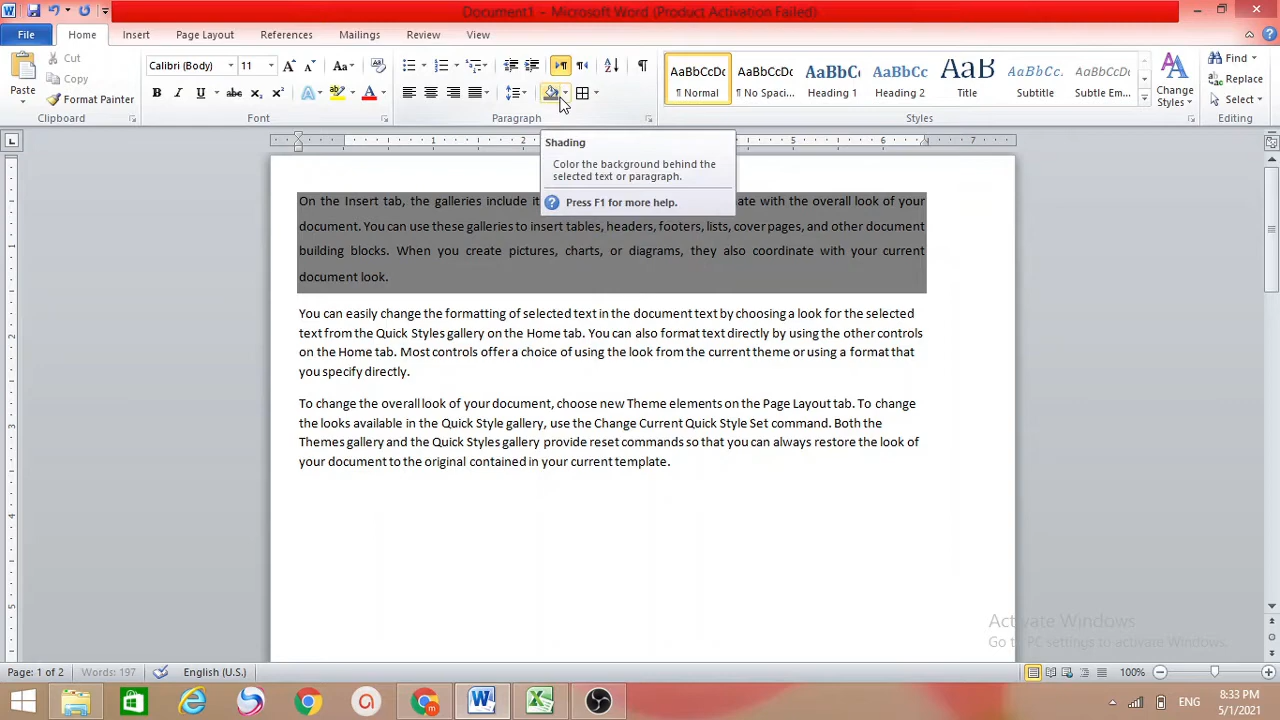 Document1 - Microsoft Word (Product Activation Failed)
File Home Insert Page Layout References Mailings Review View
Paste
Cut
Copy
Format Painter
Clipboard
Calibri (Body) 11
Font
Paragraph
AaBbCcDc
¶ Normal
AaBbCcDc
¶ No Spaci...
AaBbCc
Heading 1
AaBbCc
Heading 2
AaB
Title
AaBbCc.
Subtitle
AaBbCcDc
Subtle Em...
Change
Styles
Styles
Find
Replace
Select
Editing
Shading
Color the background behind the
selected text or paragraph.
Press F1 for more help.
On the Insert tab, the galleries include it
te with the overall look of your
document. You can use these galleries to insert tables, headers, footers, lists, cover pages, and other document
building blocks. When you create pictures, charts, or diagrams, they also coordinate with your current
document look.
You can easily change the formatting of selected text in the document text by choosing a look for the selected
text from the Quick Styles gallery on the Home tab. You can also format text directly by using the other controls
on the Home tab. Most controls offer a choice of using the look from the current theme or using a format that
you specify directly.
To change the overall look of your document, choose new Theme elements on the Page Layout tab. To change
the looks available in the Quick Style gallery, use the Change Current Quick Style Set command. Both the
Themes gallery and the Quick Styles gallery provide reset commands so that you can always restore the look of
your document to the original contained in your current template.
Activate Windows
Go to PC settings to activate Windows.
Page: 1 of 2 Words: 197 English (U.S.) 100%
ENG
8:33 PM
5/1/2021